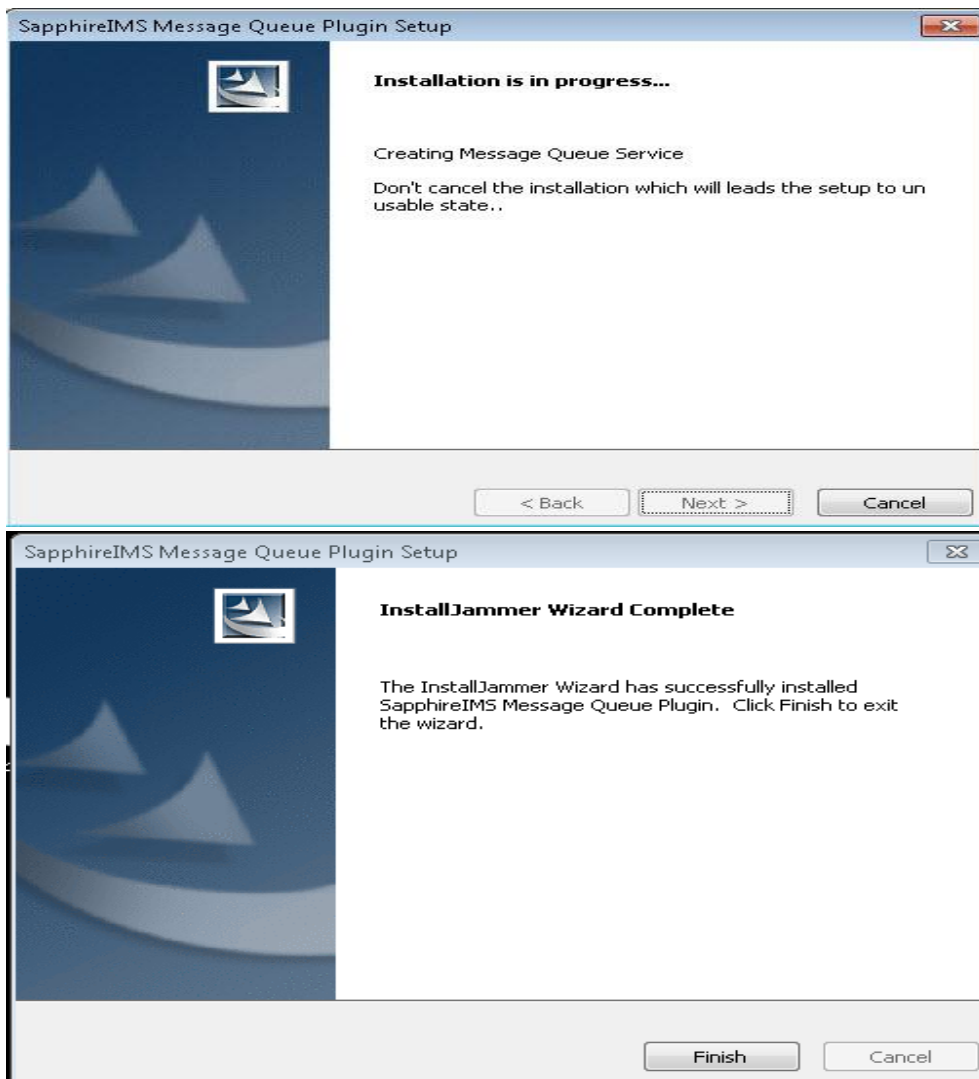 SapphireIMS Message Queue Plugin Setup
Installation is in progress...
Creating Message Queue Service
Don't cancel the installation which will leads the setup to un
usable state..
< Back Next > Cancel
SapphireIMS Message Queue Plugin Setup
InstallJammer Wizard Complete
The InstallJammer Wizard has successfully installed
SapphireIMS Message Queue Plugin. Click Finish to exit
the wizard.
Finish Cancel